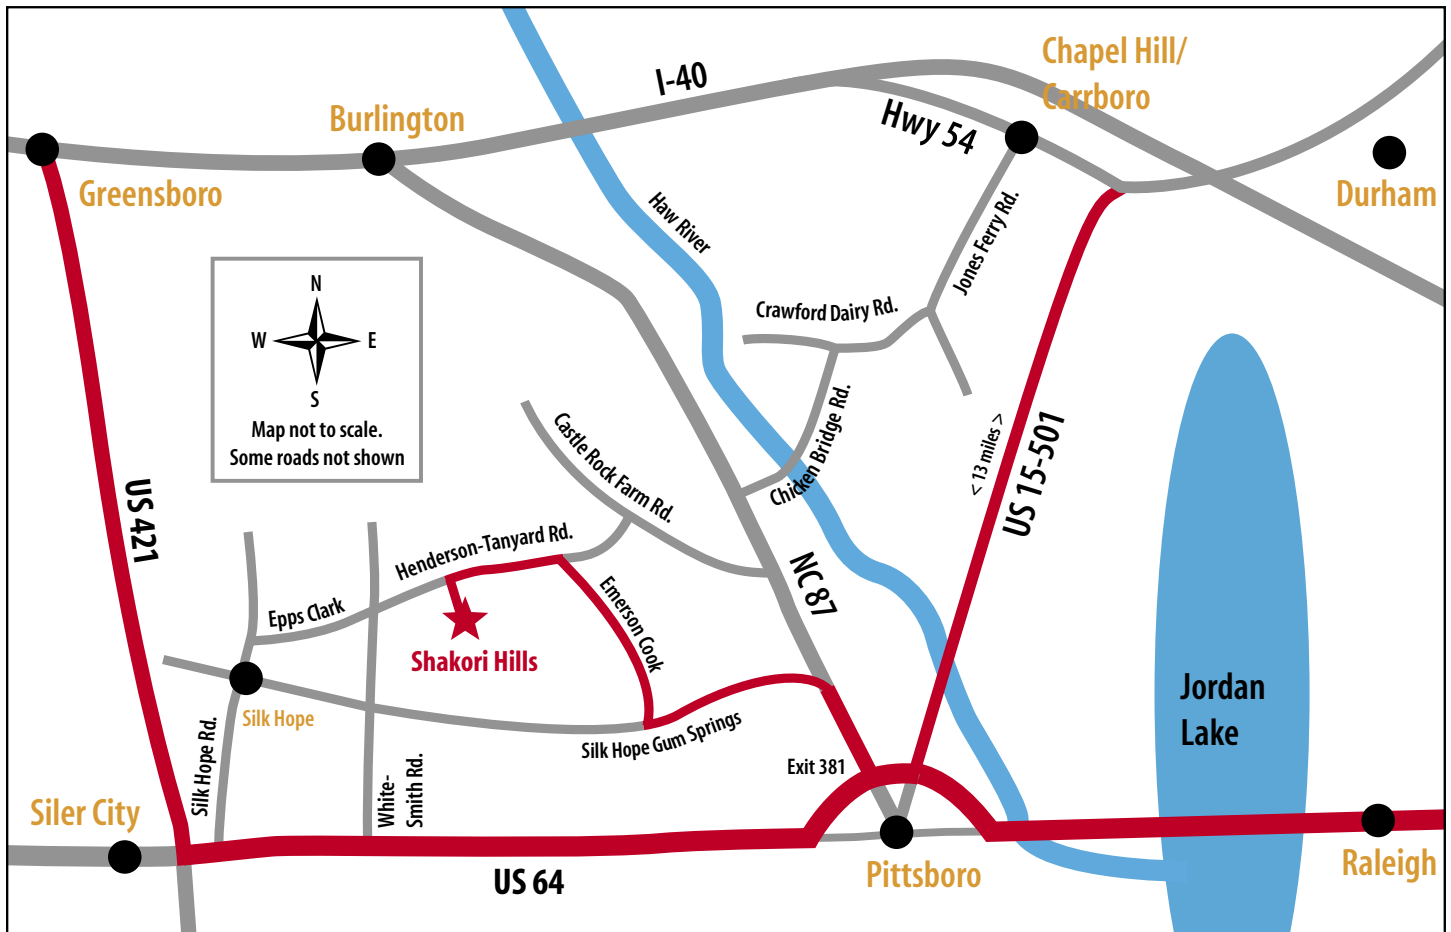 Chapel Hill/
Carrboro
I-40
Burlington
Hwy 54
Greensboro
Durham
Haw River
Jones Ferry Rd.
N
W E
S
Map not to scale.
Some roads not shown
Crawford Dairy Rd.
Chicken Bridge Rd.
< 13 miles >
US 15-501
Castle Rock Farm Rd.
US 421
Henderson-Tanyard Rd.
NC 87
Epps Clark
Emerson Cook
Shakori Hills
Jordan
Lake
Silk Hope
Silk Hope Rd.
Silk Hope Gum Springs
White-
Smith Rd.
Exit 381
Siler City
US 64
Pittsboro
Raleigh